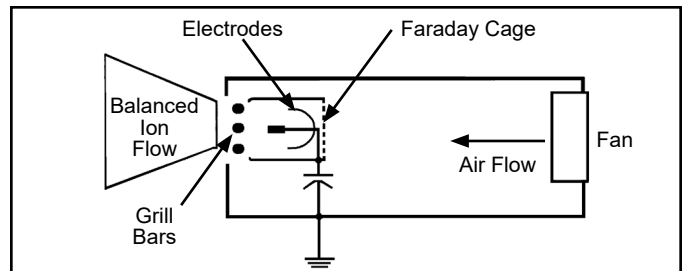 Electrodes
Faraday Cage
Balanced
Ion
Flow
Fan
Air Flow
Grill
Bars